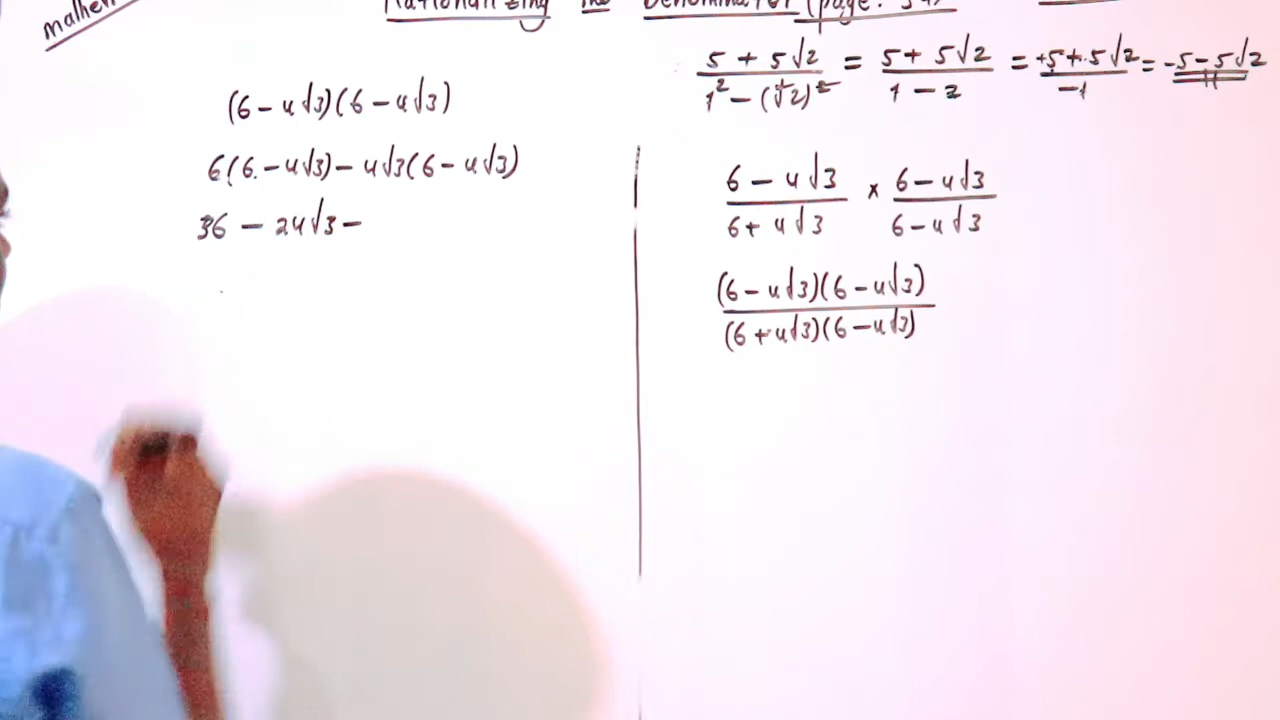 Rationalizing the Denominator (page:
(6 - 4√3)(6 - 4√3)
6(6 - 4√3) - 4√3(6 - 4√3)
36 - 24√3 -
5 + 5√2 / 1² - (√2)² = 5 + 5√2 / 1 - 2 = +5 + 5√2 / -1 = -5 - 5√2
6 - 4√3 / 6 + 4√3 × 6 - 4√3 / 6 - 4√3
(6 - 4√3)(6 - 4√3) / (6 + 4√3)(6 - 4√3)